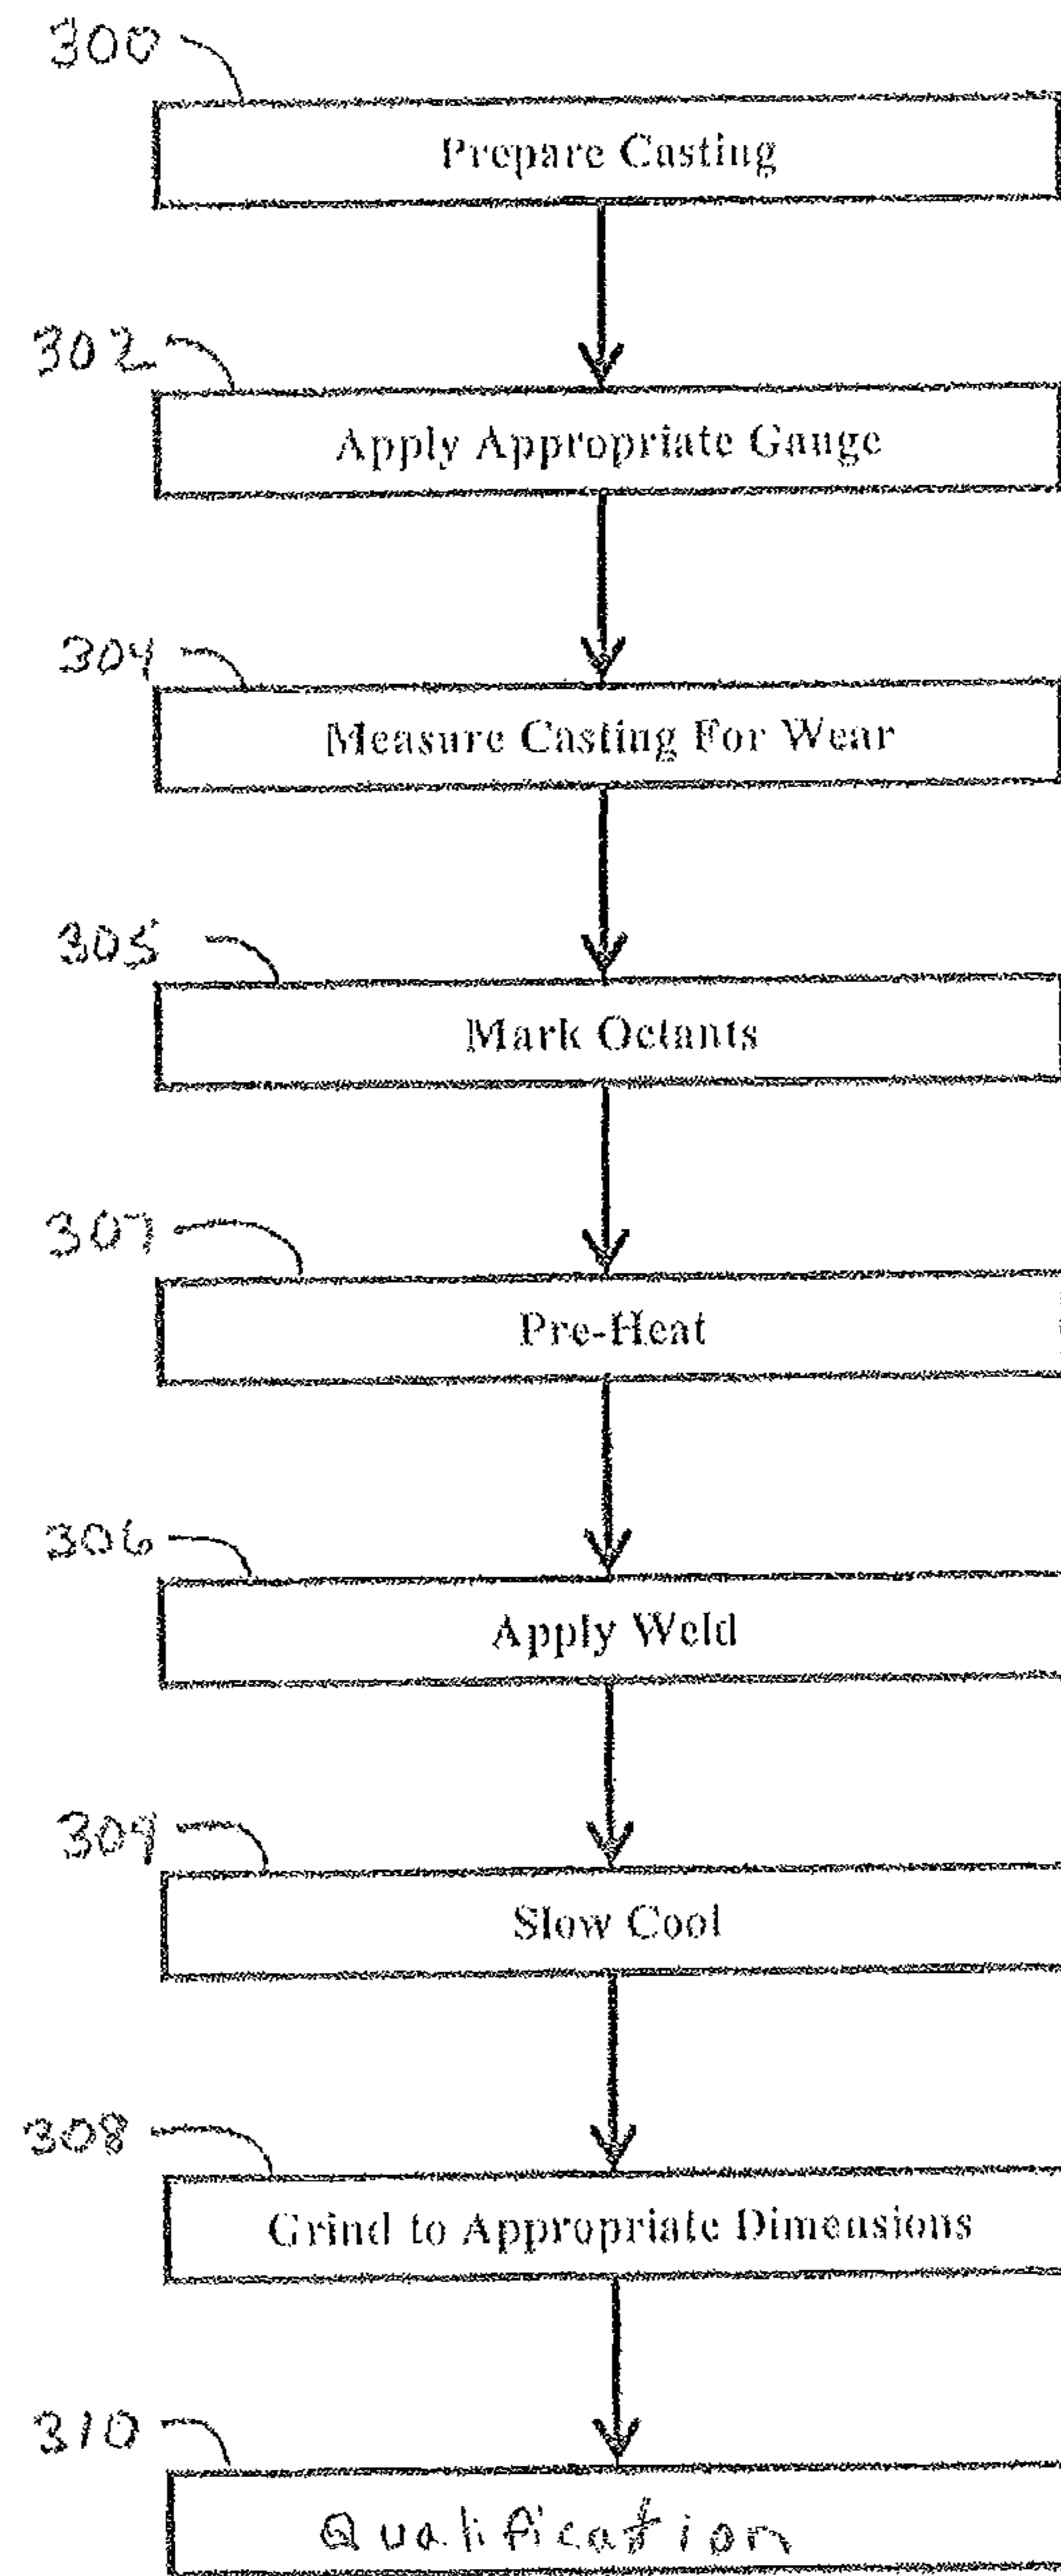 300
Prepare Casting
302
Apply Appropriate Gauge
304
Measure Casting For Wear
305
Mark Octants
307
Pre-Heat
306
Apply Weld
309
Slow Cool
308
Grind to Appropriate Dimensions
310
Qualification